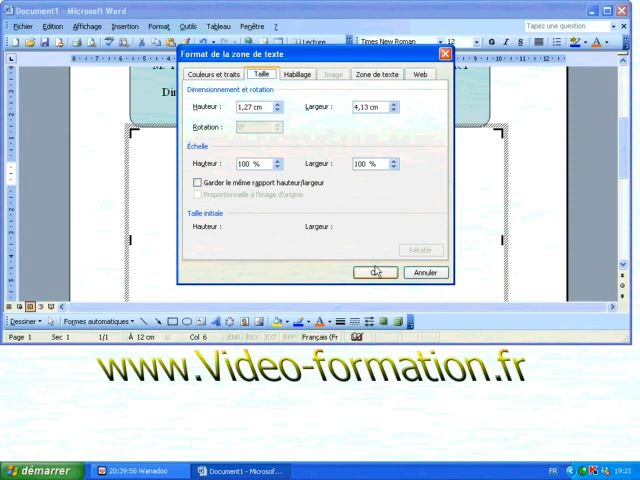 Document1 - Microsoft Word
Fichier Edition Affichage Insertion Format Outils Tableau Fenêtre ?
Tapez une question
Lecture Times New Roman 12 G I S
Format de la zone de texte
Couleurs et traits Taille Habillage Image Zone de texte Web
Dimensionnement et rotation
Hauteur : 1,27 cm Largeur : 4,13 cm
Rotation : 0°
Échelle
Hauteur : 100 % Largeur : 100 %
Garder le même rapport hauteur/largeur
Proportionnelle à l'image d'origine
Taille initiale
Hauteur : Largeur :
Rétablir
Annuler
Dessiner Formes automatiques
Page 1 Sec 1 1/1 À 12 cm Li Col 6 ENR REV EXT RFP Français (Fr
www.Video-formation.fr
démarrer 20:39:58 Wanadoo Document1 - Microsof... FR 19:21